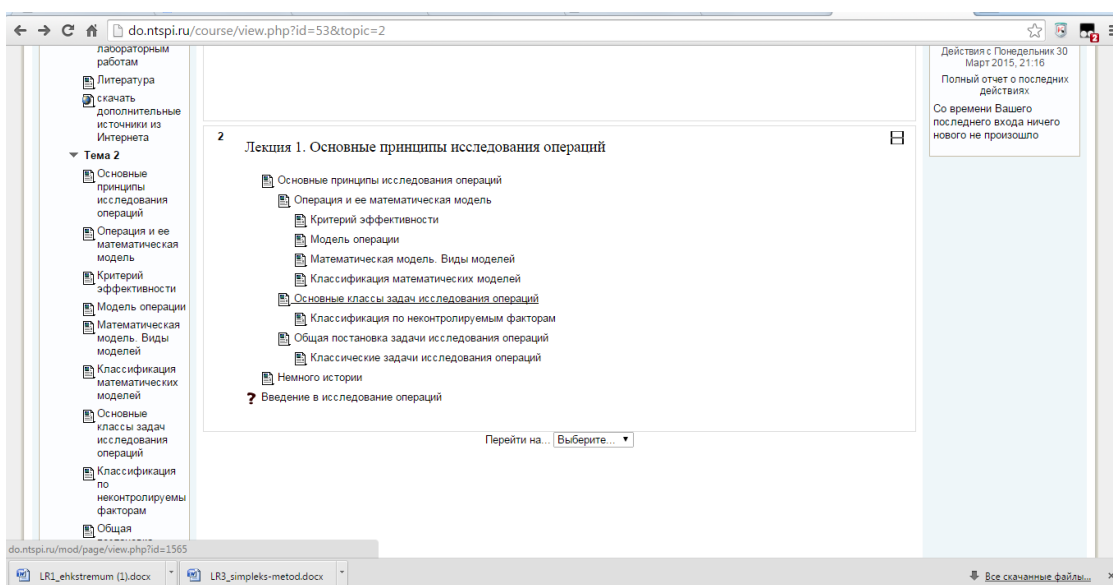 do.ntspi.ru/course/view.php?id=53&topic=2
2
лабораторным
работам
Литература
скачать
дополнительные
источники из
Интернета
Тема 2
Основные
принципы
исследования
операций
Операция и ее
математическая
модель
Критерий
эффективности
Модель операции
Математическая
модель. Виды
моделей
Классификация
математических
моделей
Основные
классы задач
исследования
операций
Классификация
по
неконтролируемы
факторам
Общая
2
Лекция 1. Основные принципы исследования операций
Основные принципы исследования операций
Операция и ее математическая модель
Критерий эффективности
Модель операции
Математическая модель. Виды моделей
Классификация математических моделей
Основные классы задач исследования операций
Классификация по неконтролируемым факторам
Общая постановка задачи исследования операций
Классические задачи исследования операций
Немного истории
? Введение в исследование операций
Перейти на... Выберите...
Действия с Понедельник 30
Март 2015, 21:16
Полный отчет о последних
действиях
Со времени Вашего
последнего входа ничего
нового не произошло
do.ntspi.ru/mod/page/view.php?id=1565
LR1_ehkstremum (1).docx
LR3_simpleks-metod.docx
Все скачанные файлы...